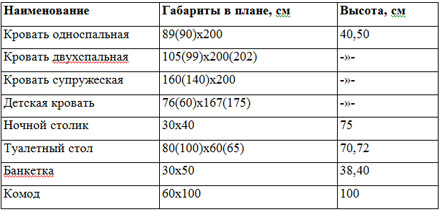 Наименование Габариты в плане, см Высота, см
Кровать односпальная 89(90)х200 40,50
Кровать двухспальная 105(99)х200(202) -»-
Кровать супружеская 160(140)х200 -»-
Детская кровать 76(60)х167(175) -»-
Ночной столик 30х40 75
Туалетный стол 80(100)х60(65) 70,72
Банкетка 30х50 38,40
Комод 60х100 100